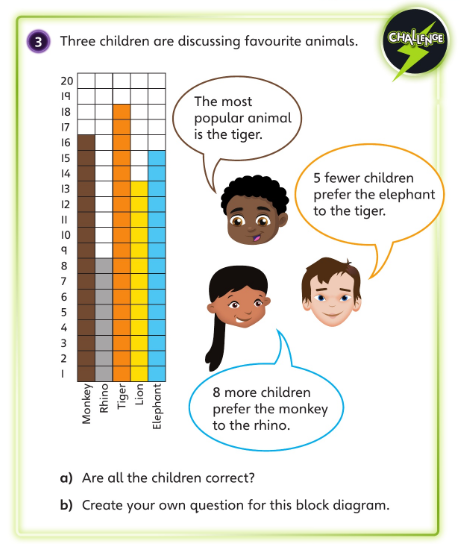 CHALLENGE
3 Three children are discussing favourite animals.
20
19
18
17
16
15
14
13
12
11
10
9
8
7
6
5
4
3
2
1
Monkey
Rhino
Tiger
Lion
Elephant
The most
popular animal
is the tiger.
5 fewer children
prefer the elephant
to the tiger.
8 more children
prefer the monkey
to the rhino.
a) Are all the children correct?
b) Create your own question for this block diagram.